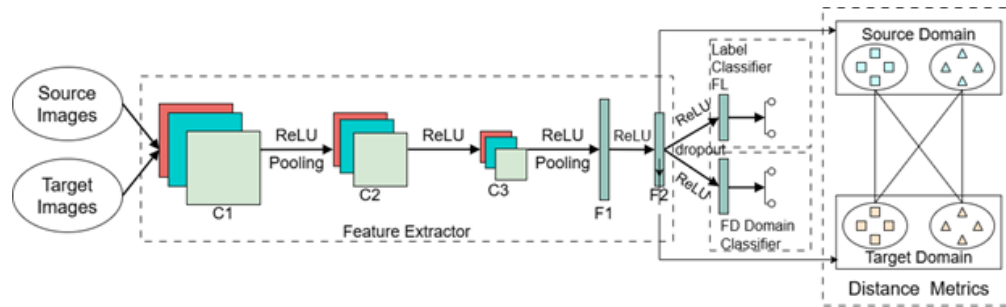 Source
Images
Target
Images
C1
ReLU
Pooling
C2
ReLU
C3
ReLU
Pooling
F1
ReLU
F2
Feature Extractor
ReLU
dropout
ReLU
Label
Classifier
FL
FD Domain
Classifier
Source Domain
Target Domain
Distance Metrics